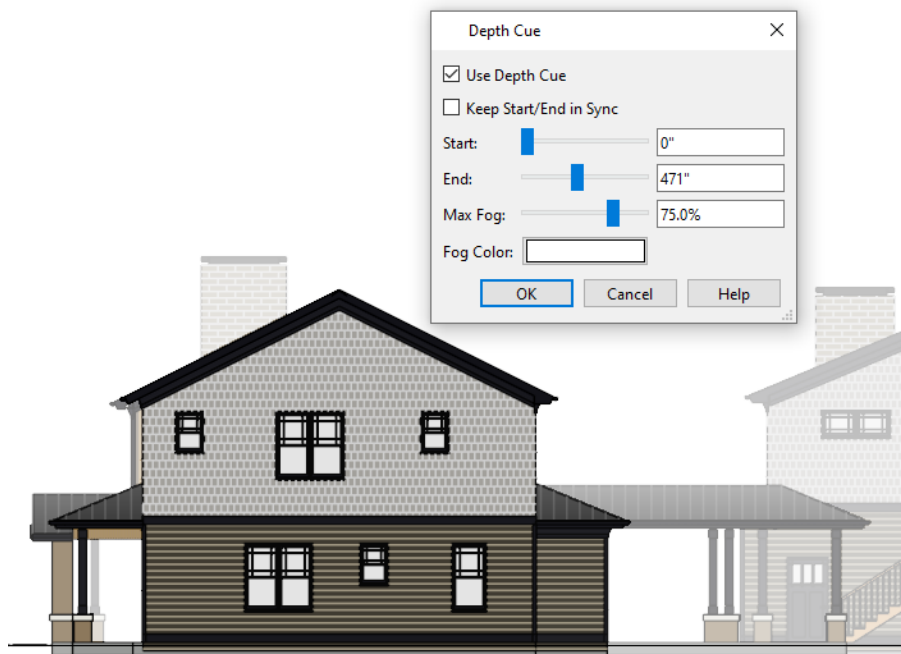 Depth Cue
Use Depth Cue
Keep Start/End in Sync
Start: 0"
End: 471"
Max Fog: 75.0%
Fog Color:
OK Cancel Help